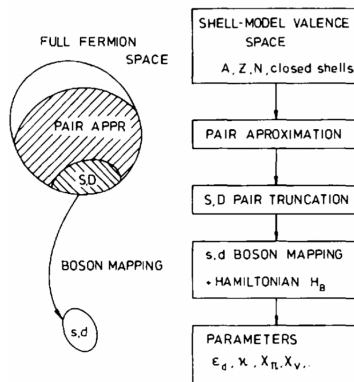 FULL FERMION
SPACE
PAIR APPR
S,D
BOSON MAPPING
s,d
SHELL-MODEL VALENCE
SPACE
A, Z, N, closed shells
PAIR APROXIMATION
S,D PAIR TRUNCATION
s,d BOSON MAPPING
+ HAMILTONIAN H_B
PARAMETERS
ε_d, ϰ, χ_π, χ_ν, ..